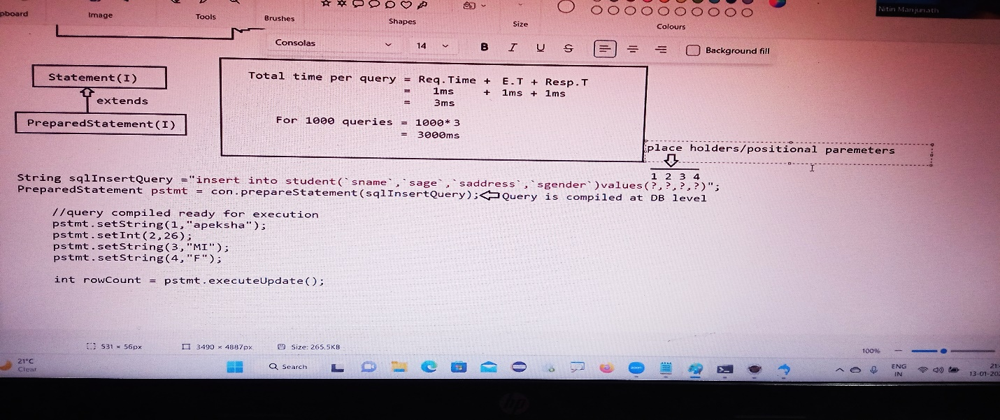 pboard
Image
Tools
Brushes
Shapes
Size
Colours
Nitin Manjunath
Consolas
14
B I U S
Background fill
Statement(I)
extends
PreparedStatement(I)
Total time per query = Req.Time + E.T + Resp.T
= 1ms + 1ms + 1ms
= 3ms
For 1000 queries = 1000*3
= 3000ms
place holders/positional paremeters
1 2 3 4
String sqlInsertQuery ="insert into student(`sname`,`sage`,`saddress`,`sgender`)values(?,?,?,?)";
PreparedStatement pstmt = con.prepareStatement(sqlInsertQuery);
Query is compiled at DB level
//query compiled ready for execution
pstmt.setString(1,"apeksha");
pstmt.setInt(2,26);
pstmt.setString(3,"MI");
pstmt.setString(4,"F");
int rowCount = pstmt.executeUpdate();
531 × 56px
3490 × 4887px
Size: 265.5KB
100%
21°C
Clear
Search
ENG
IN
21:
13-01-20
hp